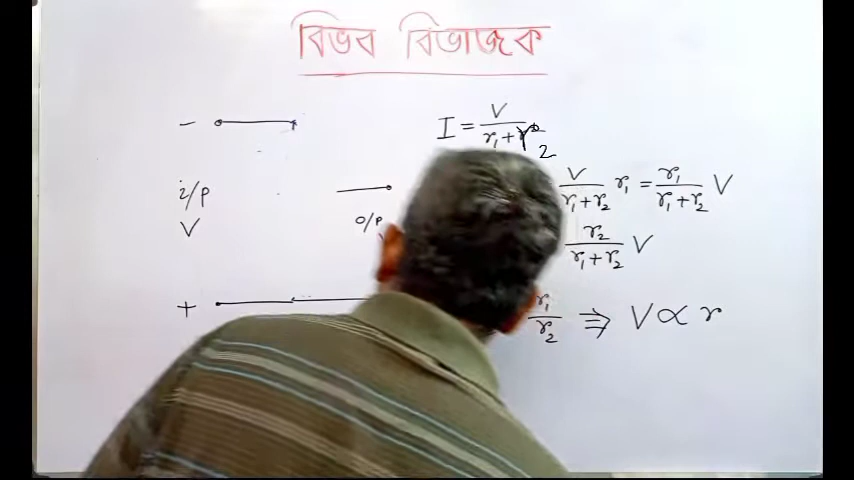 বিভব বিভাজক
− I = V / r₁+r₂
i/P V / r₁+r₂ r₁ = r₁ / r₁+r₂ V
V o/P r₂ / r₁+r₂ V
+ r₁ / r₂ ⇒ V ∝ r